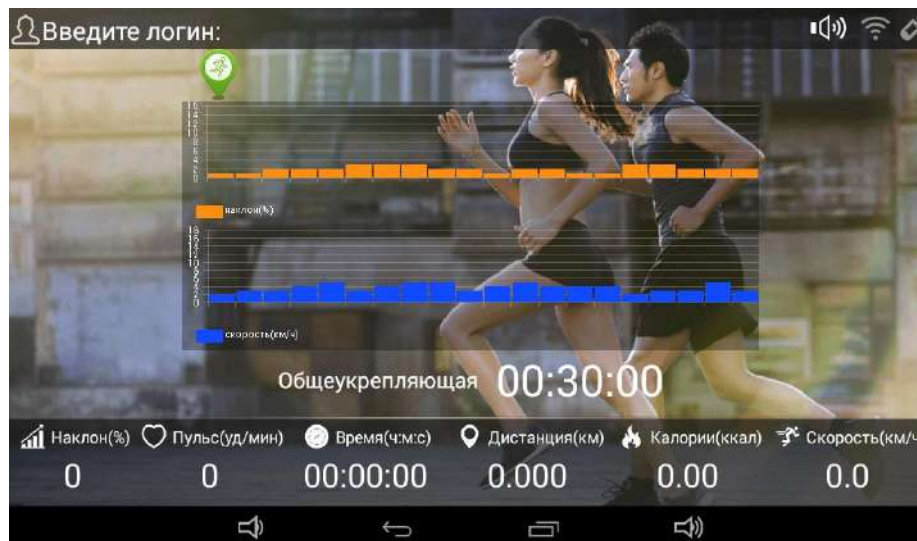 Введите логин:
наклон(%)
скорость(км/ч)
Общеукрепляющая 00:30:00
Наклон(%) Пульс(уд/мин) Время(ч:м:с) Дистанция(км) Калории(ккал) Скорость(км/ч
0 0 00:00:00 0.000 0.00 0.0